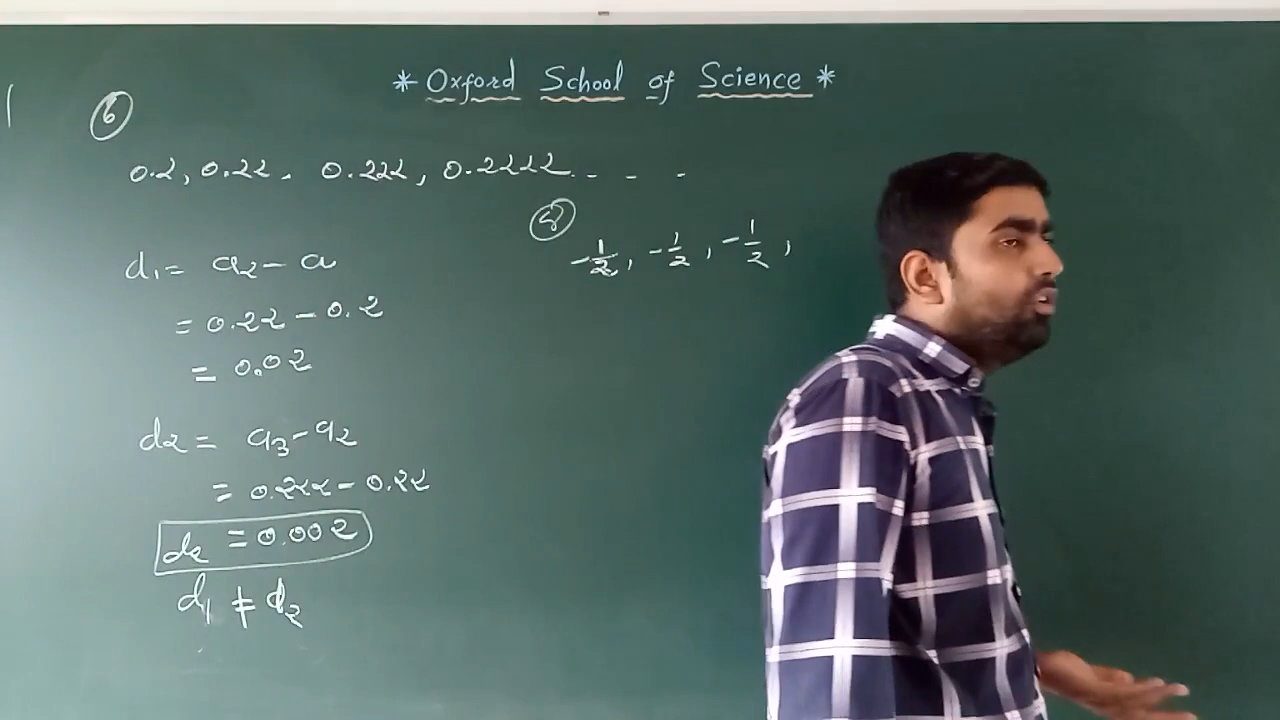 * Oxford School of Science *
6
0.2, 0.22, 0.222, 0.2222 . . . .
d₁ = a₂ - a
= 0.22 - 0.2
= 0.02
d₂ = a₃ - a₂
= 0.222 - 0.22
d₂ = 0.002
d₁ ≠ d₂
-1/2, -1/2, -1/2,